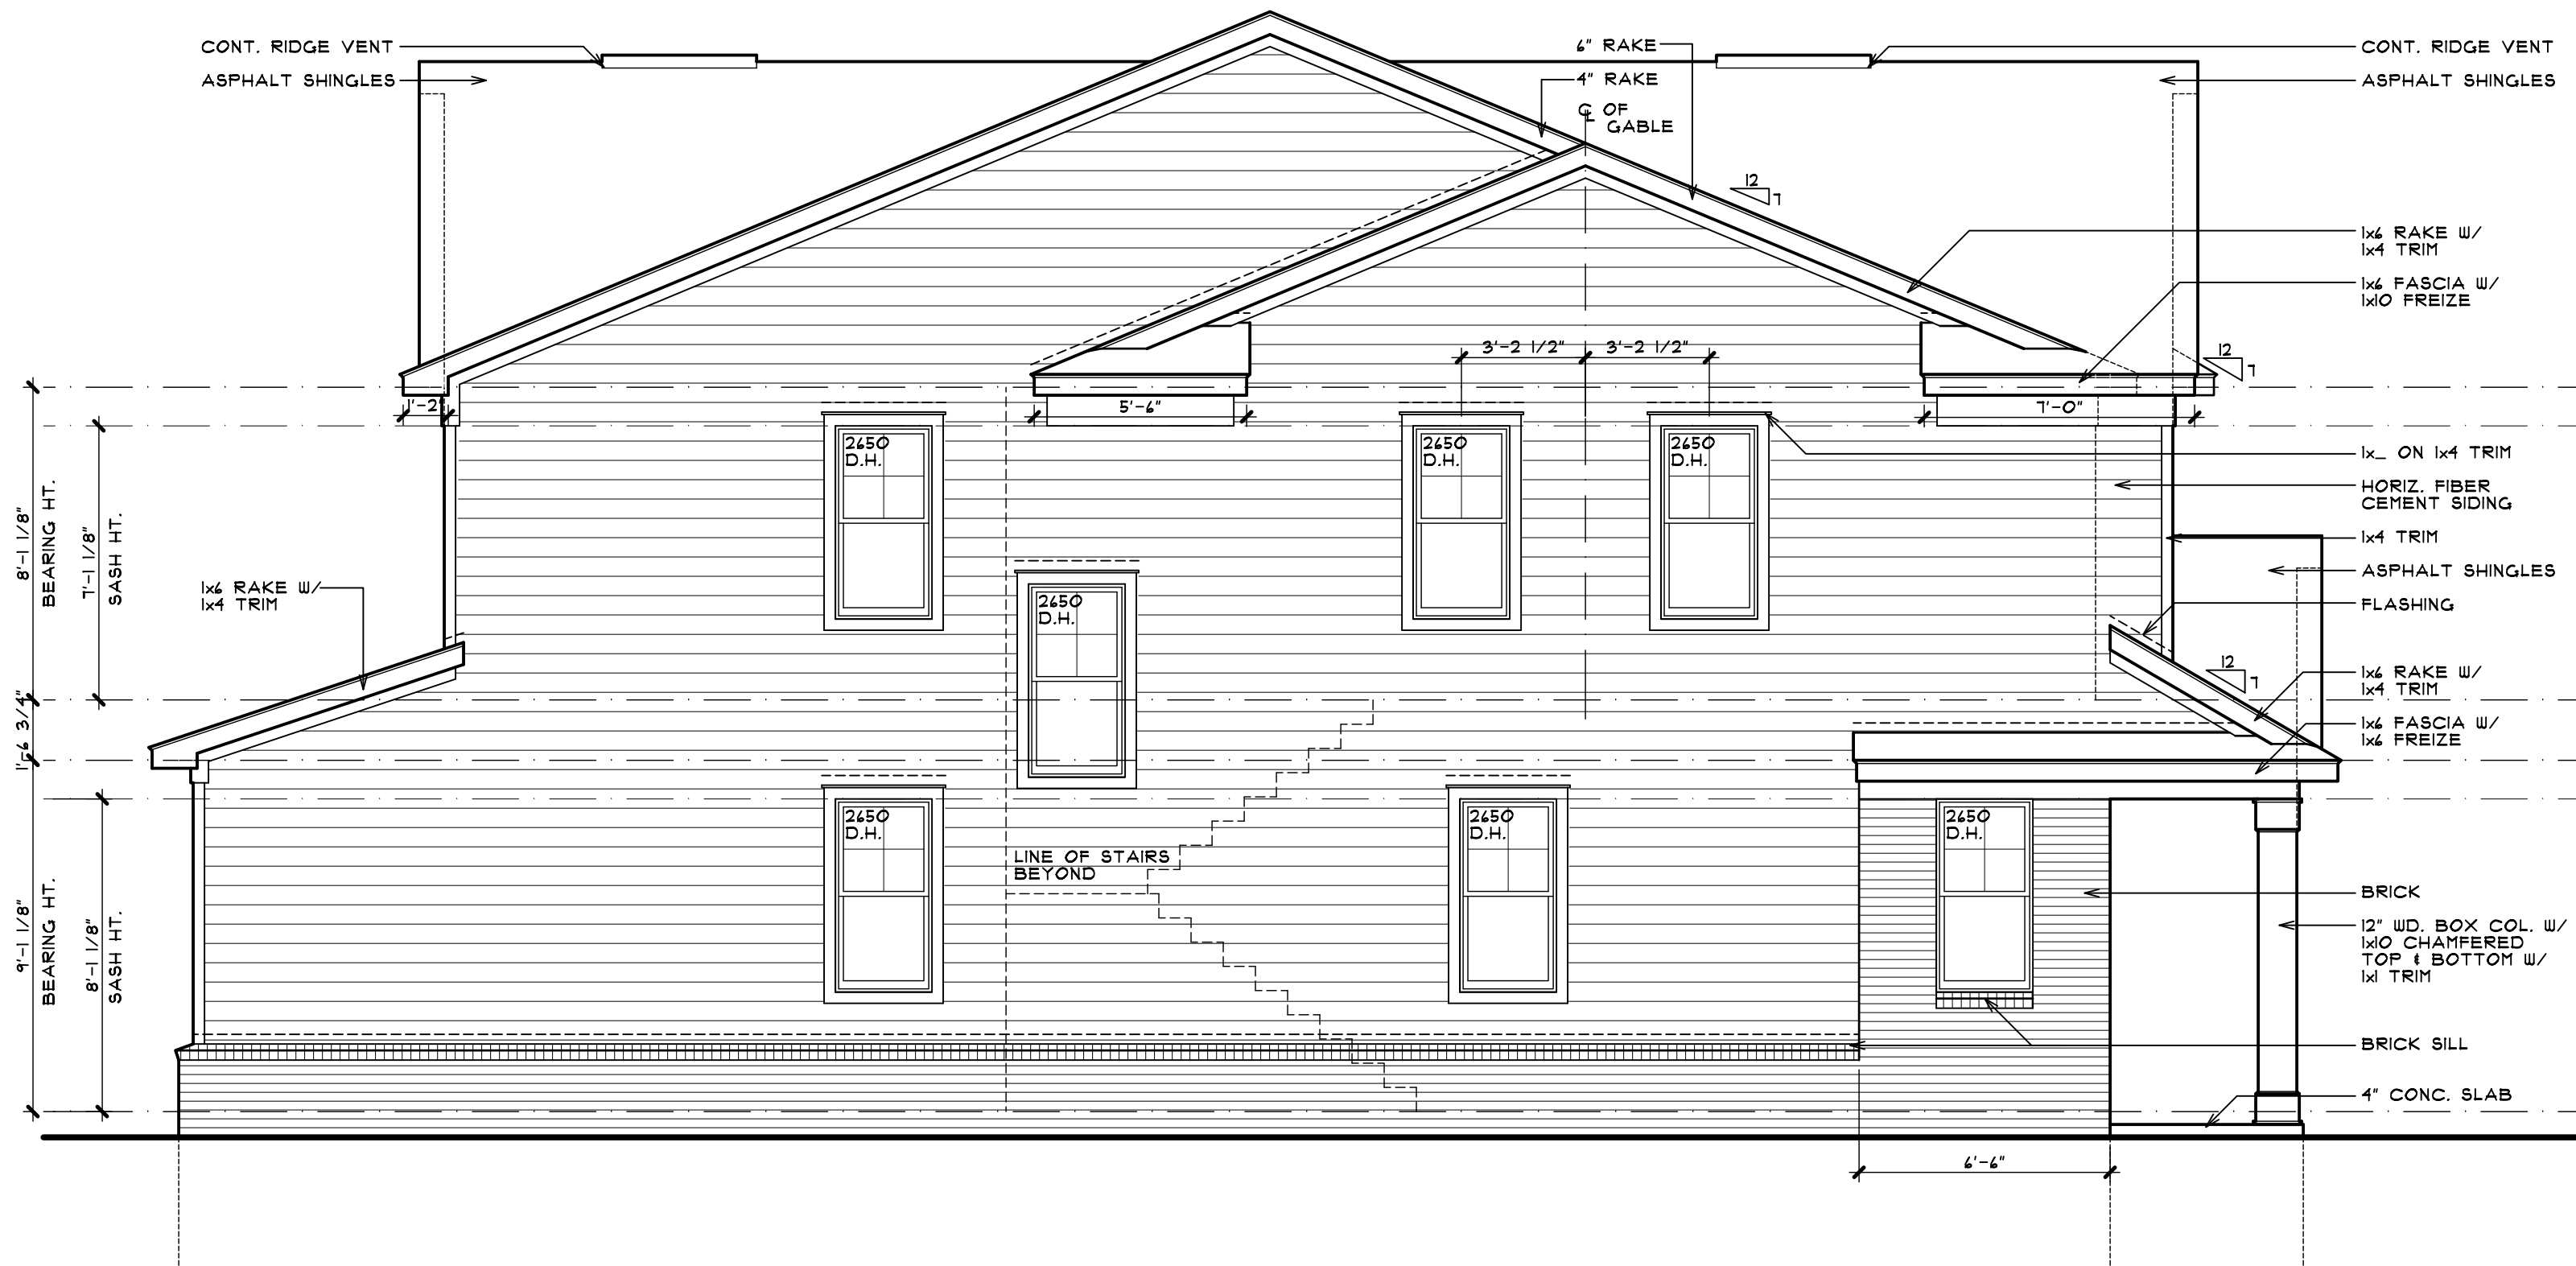 CONT. RIDGE VENT
ASPHALT SHINGLES
6" RAKE
4" RAKE
℄ OF
GABLE
12
7
CONT. RIDGE VENT
ASPHALT SHINGLES
1x6 RAKE W/
1x4 TRIM
1x6 FASCIA W/
1x10 FREIZE
12
7
3'-2 1/2"
3'-2 1/2"
1'-2"
5'-6"
7'-0"
2650
D.H.
2650
D.H.
2650
D.H.
1x_ ON 1x4 TRIM
HORIZ. FIBER
CEMENT SIDING
1x4 TRIM
ASPHALT SHINGLES
FLASHING
8'-1 1/8"
BEARING HT.
7'-1 1/8"
SASH HT.
1x6 RAKE W/
1x4 TRIM
2650
D.H.
12
7
1x6 RAKE W/
1x4 TRIM
1x6 FASCIA W/
1x6 FREIZE
1'-6 3/4"
2650
D.H.
2650
D.H.
2650
D.H.
LINE OF STAIRS
BEYOND
9'-1 1/8"
BEARING HT.
8'-1 1/8"
SASH HT.
BRICK
12" WD. BOX COL. W/
1x10 CHAMFERED
TOP & BOTTOM W/
1x1 TRIM
BRICK SILL
4" CONC. SLAB
6'-6"